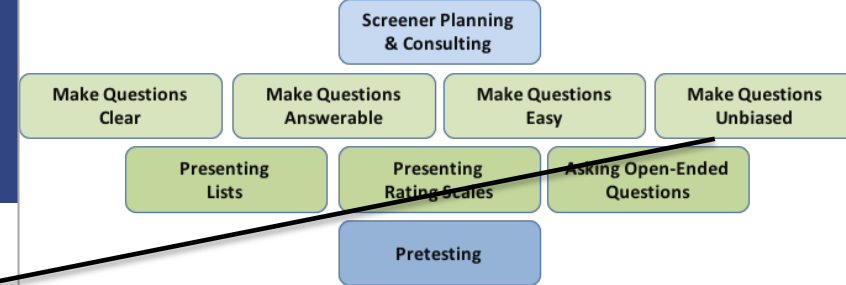 Screener Planning
& Consulting
Make Questions
Clear
Make Questions
Answerable
Make Questions
Easy
Make Questions
Unbiased
Presenting
Lists
Presenting
Rating Scales
Asking Open-Ended
Questions
Pretesting